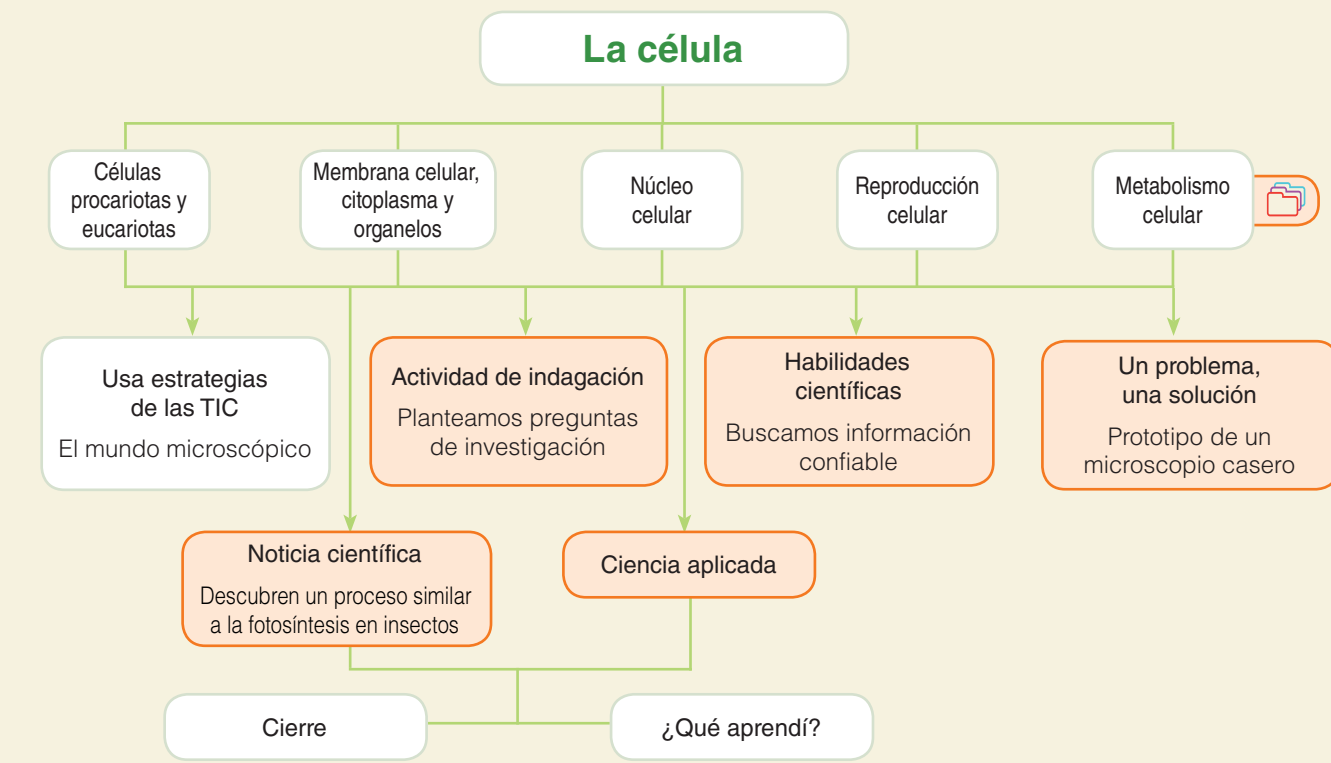 La célula
Células
procariotas y
eucariotas
Membrana celular,
citoplasma y
organelos
Núcleo
celular
Reproducción
celular
Metabolismo
celular
Usa estrategias
de las TIC
El mundo microscópico
Actividad de indagación
Planteamos preguntas
de investigación
Habilidades
científicas
Buscamos información
confiable
Un problema,
una solución
Prototipo de un
microscopio casero
Noticia científica
Descubren un proceso similar
a la fotosíntesis en insectos
Ciencia aplicada
Cierre
¿Qué aprendí?